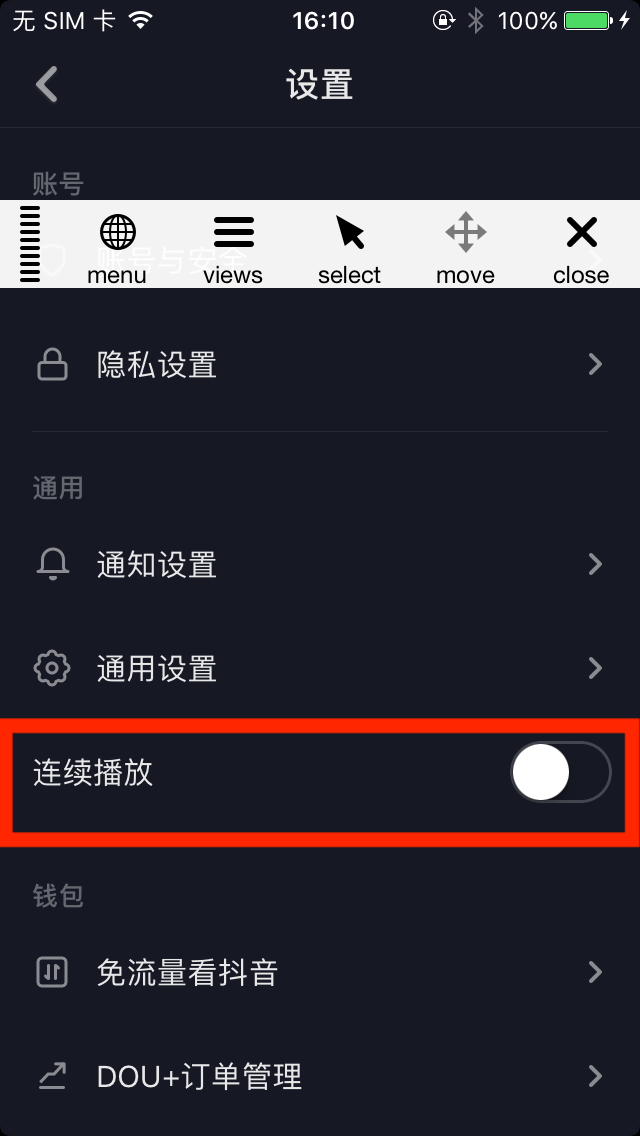 无 SIM 卡
16:10
100%
设置
账号
账号与安全
menu
views
select
move
close
隐私设置
通用
通知设置
通用设置
连续播放
钱包
免流量看抖音
DOU+订单管理